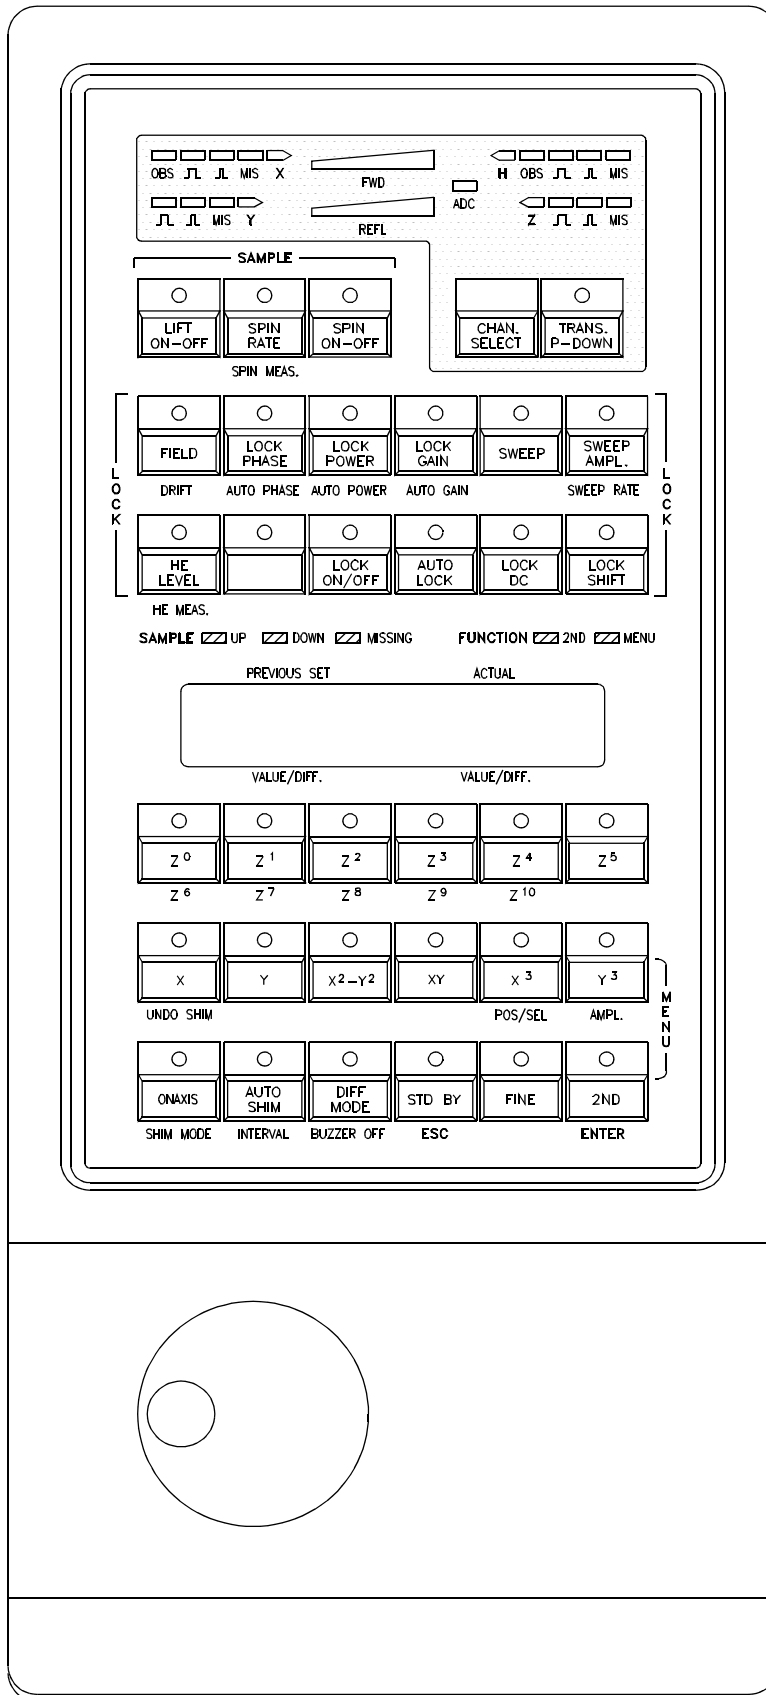 OBS MIS X FWD H OBS MIS
ADC
MIS Y REFL Z MIS
SAMPLE
LIFT ON-OFF SPIN RATE SPIN ON-OFF CHAN. SELECT TRANS. P-DOWN
SPIN MEAS.
LOCK
FIELD LOCK PHASE LOCK POWER LOCK GAIN SWEEP SWEEP AMPL.
LOCK
DRIFT AUTO PHASE AUTO POWER AUTO GAIN SWEEP RATE
HE LEVEL LOCK ON/OFF AUTO LOCK LOCK DC LOCK SHIFT
HE MEAS.
SAMPLE UP DOWN MISSING FUNCTION 2ND MENU
PREVIOUS SET ACTUAL
VALUE/DIFF. VALUE/DIFF.
Z⁰ Z¹ Z² Z³ Z⁴ Z⁵
Z⁶ Z⁷ Z⁸ Z⁹ Z¹⁰
X Y X²-Y² XY X³ Y³
UNDO SHIM POS/SEL AMPL.
MENU
ONAXIS AUTO SHIM DIFF MODE STD BY FINE 2ND
SHIM MODE INTERVAL BUZZER OFF ESC ENTER